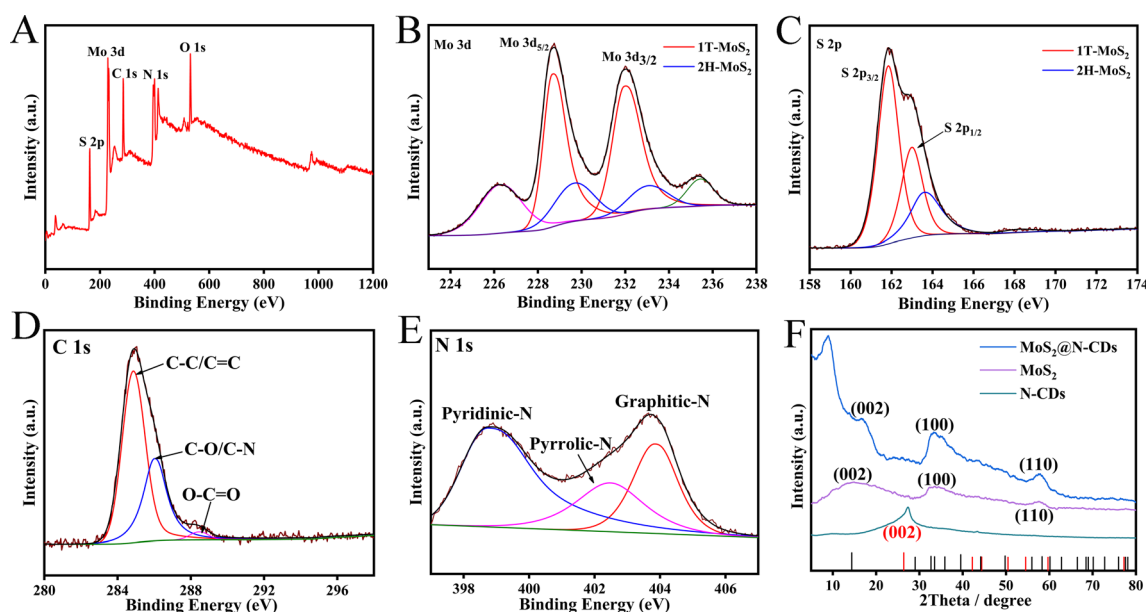 A
Mo 3d
C 1s
N 1s
O 1s
S 2p
Intensity (a.u.)
0 200 400 600 800 1000 1200
Binding Energy (eV)
B
Mo 3d
Mo 3d5/2
Mo 3d3/2
1T-MoS2
2H-MoS2
Intensity (a.u.)
224 226 228 230 232 234 236 238
Binding Energy (eV)
C
S 2p
S 2p3/2
S 2p1/2
1T-MoS2
2H-MoS2
Intensity (a.u.)
158 160 162 164 166 168 170 172 174
Binding Energy (eV)
D
C 1s
C-C/C=C
C-O/C-N
O-C=O
Intensity (a.u.)
280 283 286 289 292 296
Binding Energy (eV)
E
N 1s
Pyridinic-N
Pyrrolic-N
Graphitic-N
Intensity (a.u.)
398 400 402 404 406
Binding Energy (eV)
F
MoS2@N-CDs
MoS2
N-CDs
(002)
(100)
(110)
(002)
(100)
(110)
(002)
Intensity (a.u.)
10 20 30 40 50 60 70 80
2Theta / degree